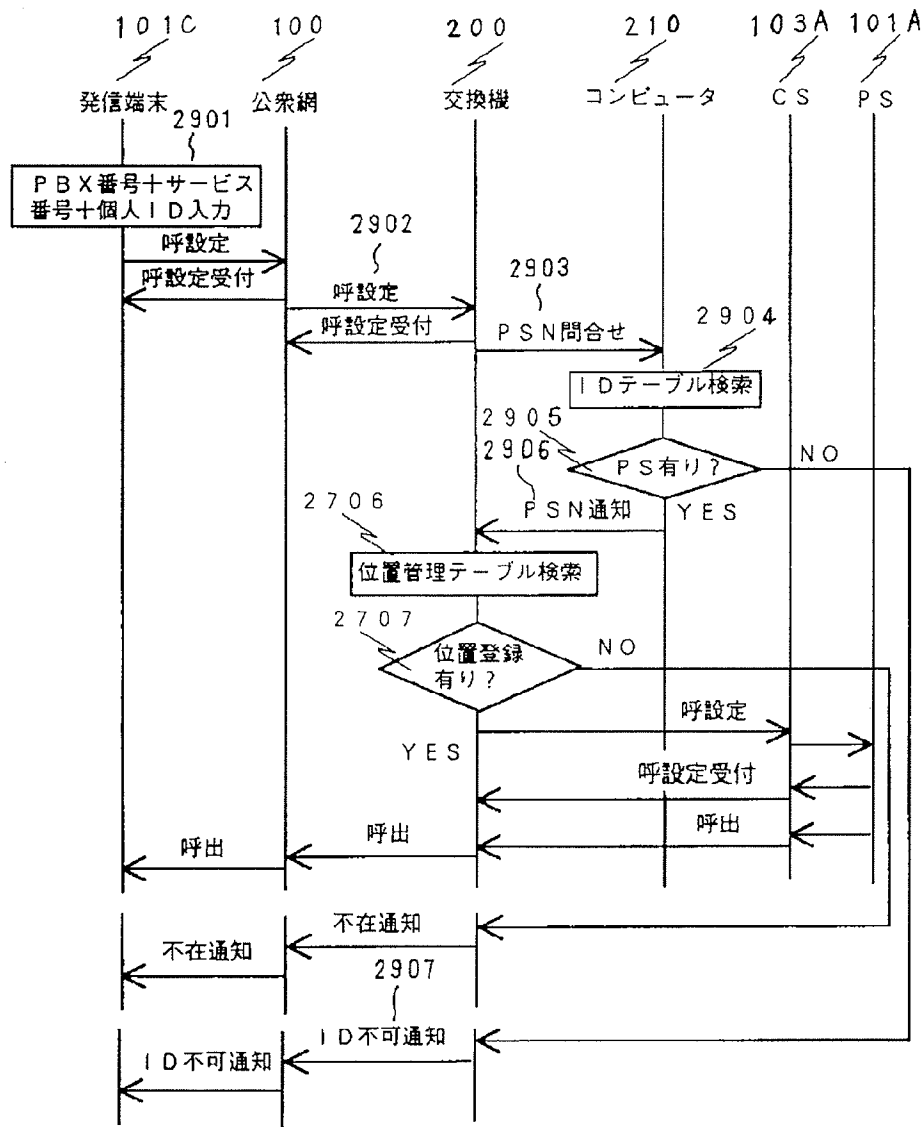 101C 100 200 210 103A 101A
発信端末 公衆網 交換機 コンピュータ CS PS
2901
PBX番号+サービス
番号+個人ID入力
呼設定
呼設定受付
2902
呼設定
呼設定受付
2903
PSN問合せ
2904
IDテーブル検索
2905
PS有り?
NO
YES
2906
PSN通知
2706
位置管理テーブル検索
2707
位置登録
有り?
NO
YES
呼設定
呼設定受付
呼出
呼出
呼出
不在通知
不在通知
2907
ID不可通知
ID不可通知